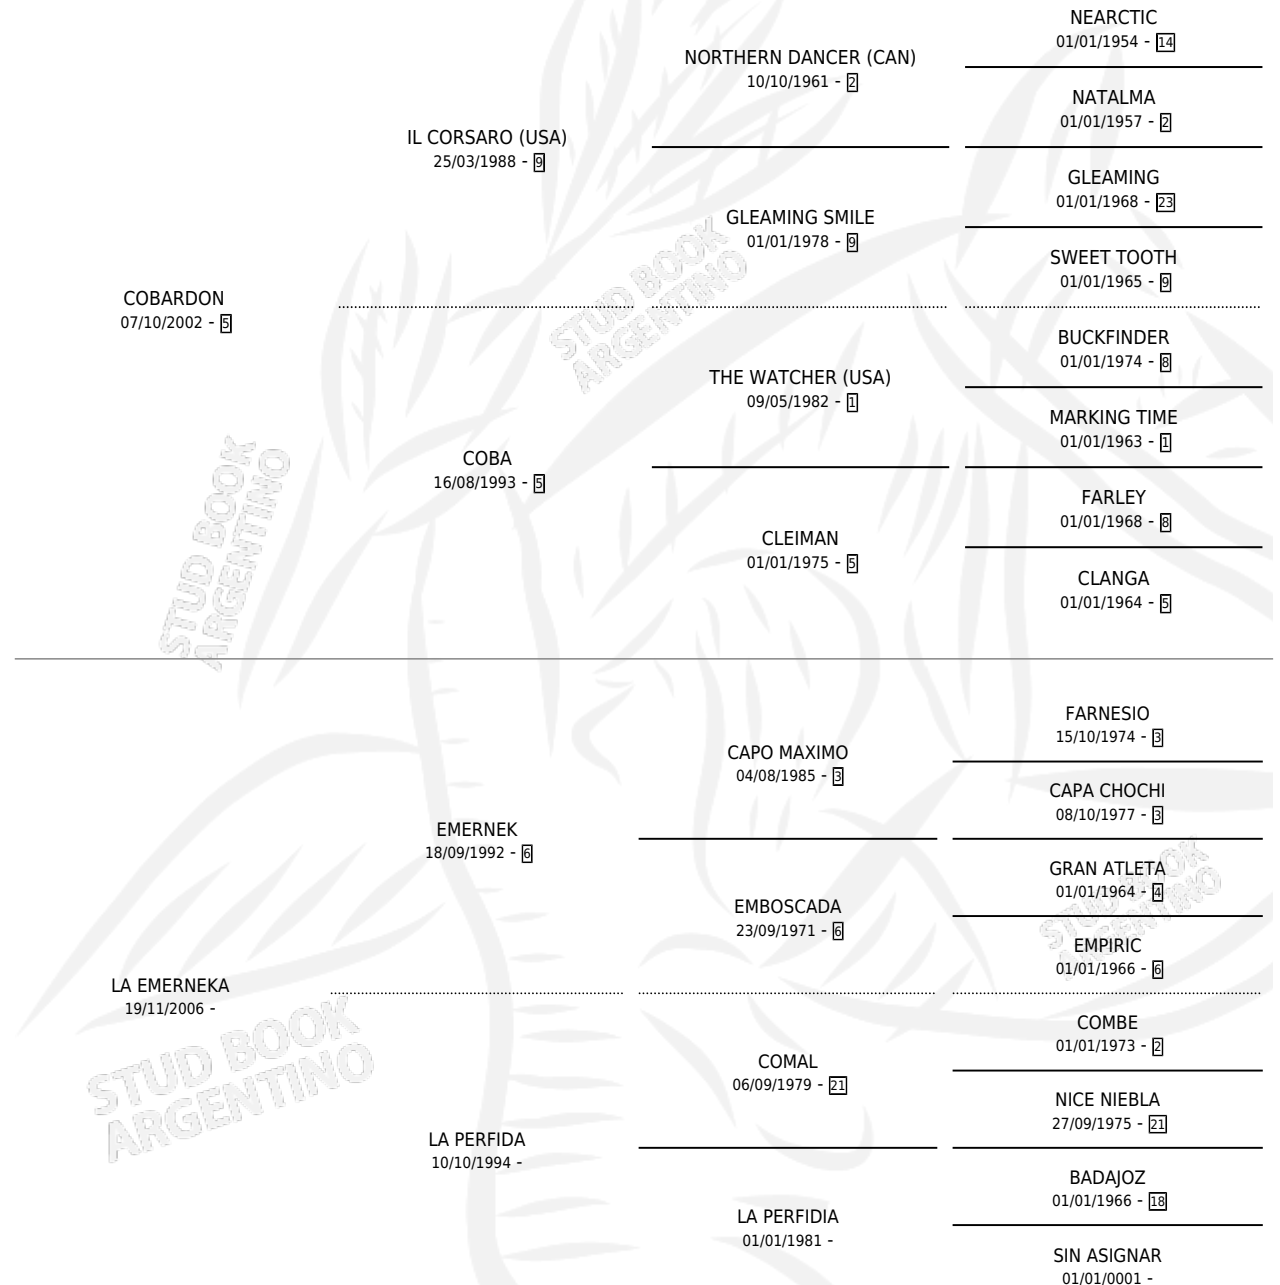 NEARCTIC
01/01/1954 - 14
NORTHERN DANCER (CAN)
10/10/1961 - 2
NATALMA
01/01/1957 - 2
IL CORSARO (USA)
25/03/1988 - 9
GLEAMING
01/01/1968 - 23
GLEAMING SMILE
01/01/1978 - 9
SWEET TOOTH
01/01/1965 - 9
COBARDON
07/10/2002 - 5
BUCKFINDER
01/01/1974 - 8
THE WATCHER (USA)
09/05/1982 - 1
MARKING TIME
01/01/1963 - 1
COBA
16/08/1993 - 5
FARLEY
01/01/1968 - 8
CLEIMAN
01/01/1975 - 5
CLANGA
01/01/1964 - 5
FARNESIO
15/10/1974 - 3
CAPO MAXIMO
04/08/1985 - 3
CAPA CHOCHI
08/10/1977 - 3
EMERNEK
18/09/1992 - 6
GRAN ATLETA
01/01/1964 - 4
EMBOSCADA
23/09/1971 - 6
EMPIRIC
01/01/1966 - 6
LA EMERNEKA
19/11/2006 -
COMBE
01/01/1973 - 2
COMAL
06/09/1979 - 21
NICE NIEBLA
27/09/1975 - 21
LA PERFIDA
10/10/1994 -
BADAJOZ
01/01/1966 - 18
LA PERFIDIA
01/01/1981 -
SIN ASIGNAR
01/01/0001 -
STUD BOOK
ARGENTINO
STUD BOOK
ARGENTINO
STUD BOOK
ARGENTINO
STUD BOOK
ARGENTINO